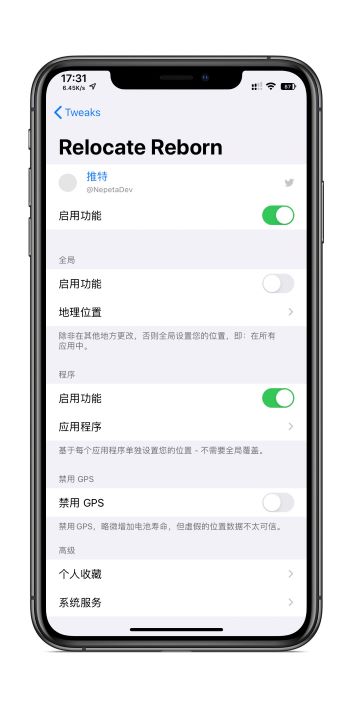 17:31
6.45K/s
87
Tweaks
Relocate Reborn
推特
@NepetaDev
启用功能
全局
启用功能
地理位置
除非在其他地方更改，否则全局设置您的位置，即：在所有
应用中。
程序
启用功能
应用程序
基于每个应用程序单独设置您的位置 - 不需要全局覆盖。
禁用 GPS
禁用 GPS
禁用GPS，略微增加电池寿命，但虚假的位置数据不太可信。
高级
个人收藏
系统服务